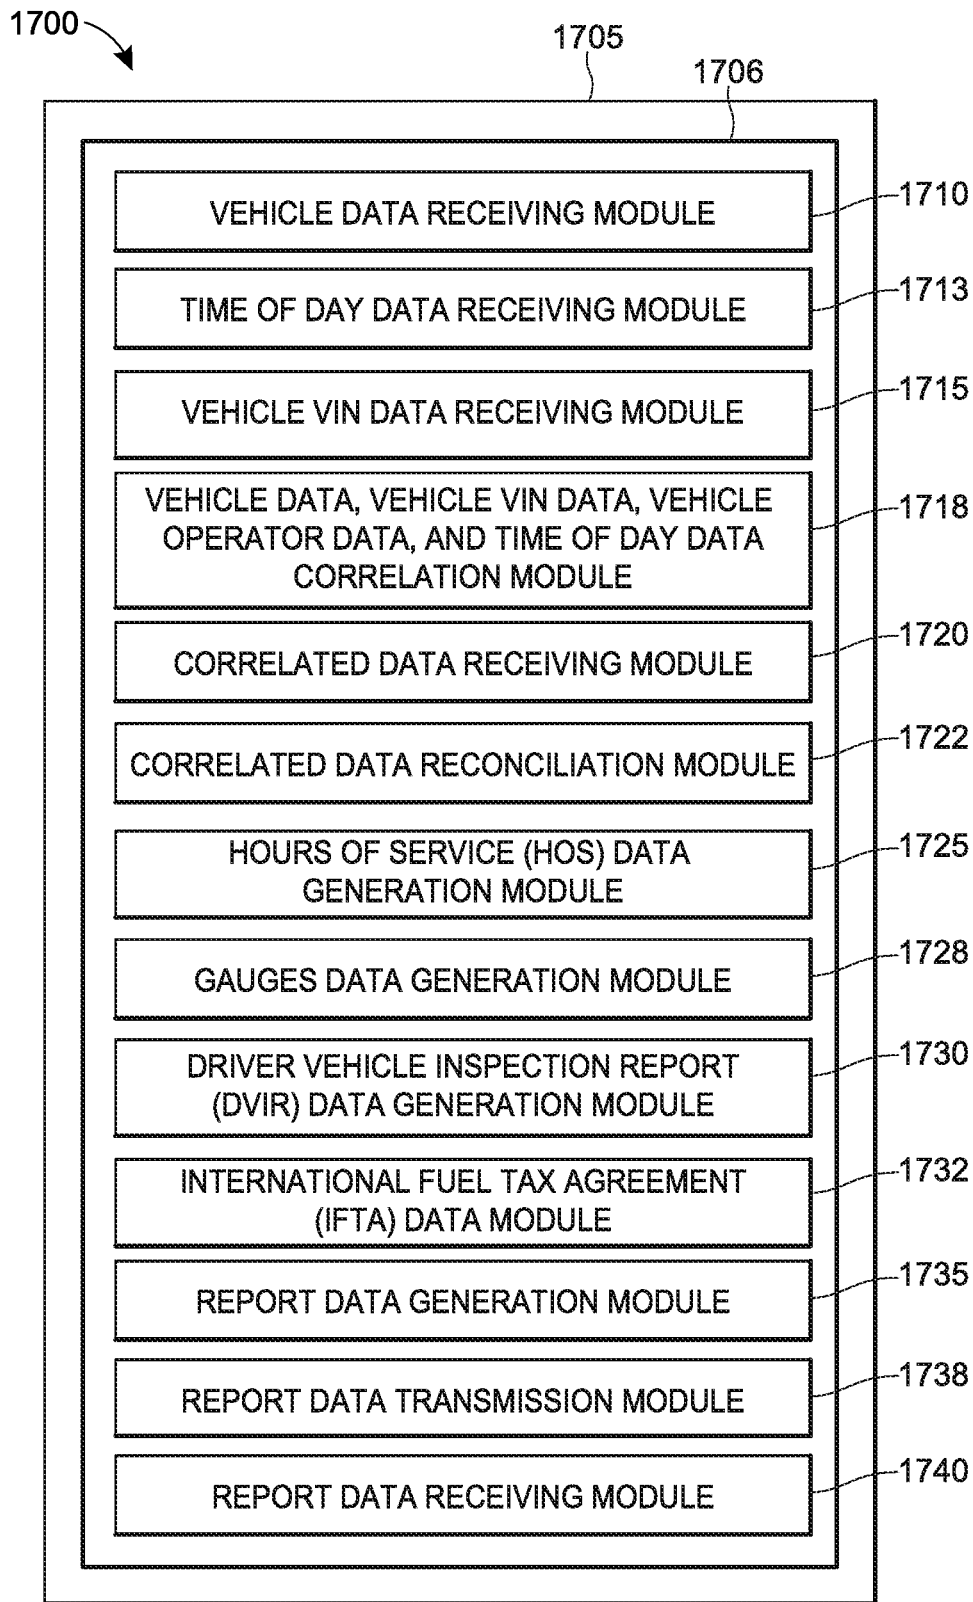 1700
1705
1706
VEHICLE DATA RECEIVING MODULE
1710
TIME OF DAY DATA RECEIVING MODULE
1713
VEHICLE VIN DATA RECEIVING MODULE
1715
VEHICLE DATA, VEHICLE VIN DATA, VEHICLE
OPERATOR DATA, AND TIME OF DAY DATA
CORRELATION MODULE
1718
CORRELATED DATA RECEIVING MODULE
1720
CORRELATED DATA RECONCILIATION MODULE
1722
HOURS OF SERVICE (HOS) DATA
GENERATION MODULE
1725
GAUGES DATA GENERATION MODULE
1728
DRIVER VEHICLE INSPECTION REPORT
(DVIR) DATA GENERATION MODULE
1730
INTERNATIONAL FUEL TAX AGREEMENT
(IFTA) DATA MODULE
1732
REPORT DATA GENERATION MODULE
1735
REPORT DATA TRANSMISSION MODULE
1738
REPORT DATA RECEIVING MODULE
1740